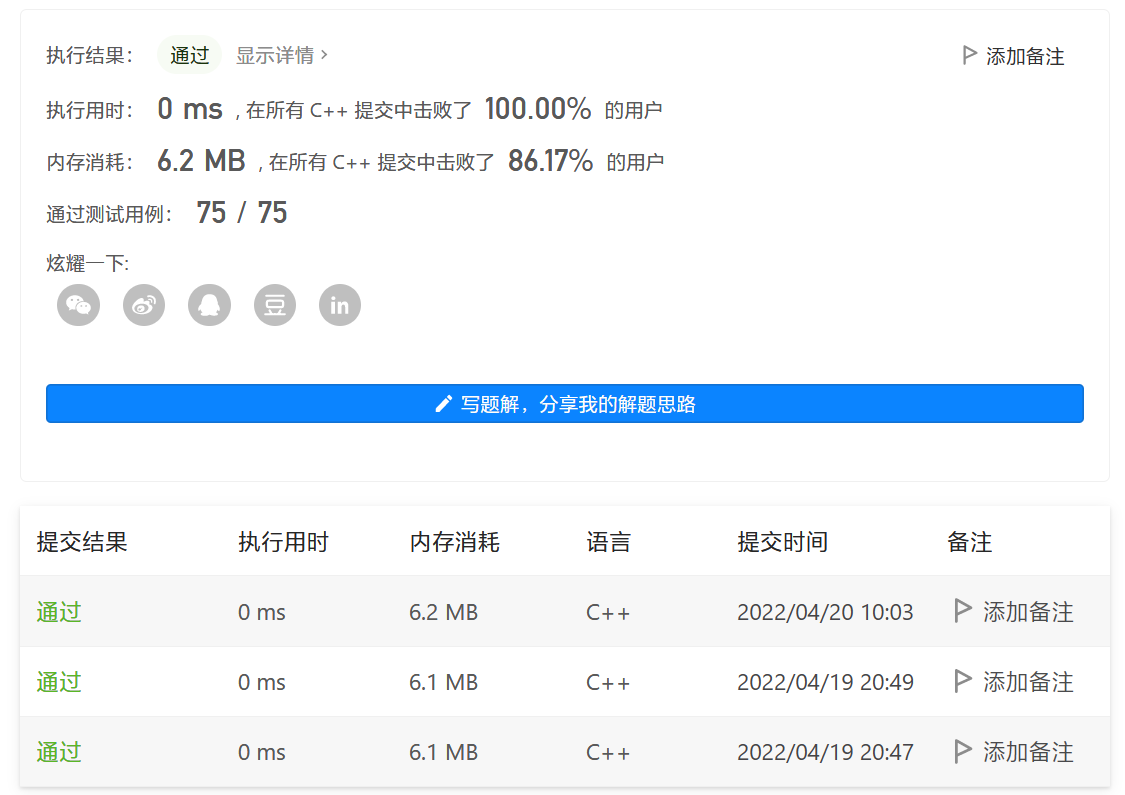 执行结果： 通过 显示详情 > 添加备注
执行用时： 0 ms , 在所有 C++ 提交中击败了 100.00% 的用户
内存消耗： 6.2 MB , 在所有 C++ 提交中击败了 86.17% 的用户
通过测试用例： 75 / 75
炫耀一下:
豆 in
写题解，分享我的解题思路
提交结果 执行用时 内存消耗 语言 提交时间 备注
通过 0 ms 6.2 MB C++ 2022/04/20 10:03 添加备注
通过 0 ms 6.1 MB C++ 2022/04/19 20:49 添加备注
通过 0 ms 6.1 MB C++ 2022/04/19 20:47 添加备注